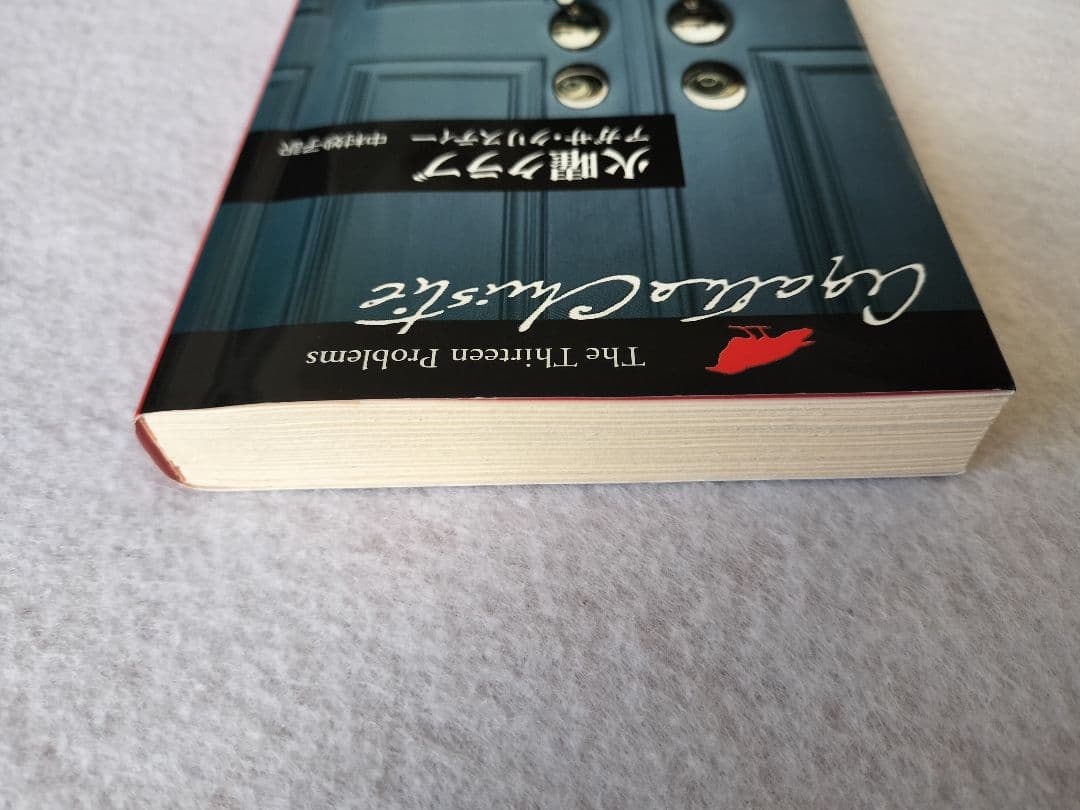 The Thirteen Problems
Agatha Christie
火曜クラブ
アガサ・クリスティー
中村妙子訳